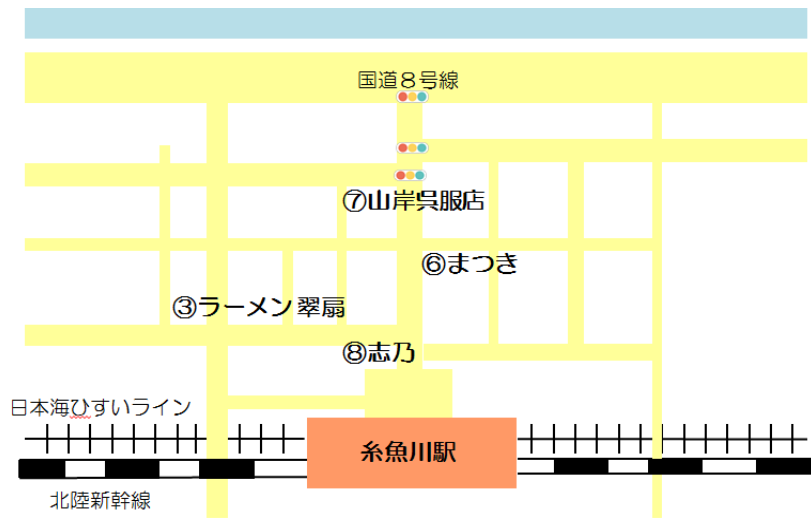 国道８号線
⑦山岸呉服店
⑥まつき
③ラーメン 翠扇
⑧志乃
日本海ひすいライン
糸魚川駅
北陸新幹線